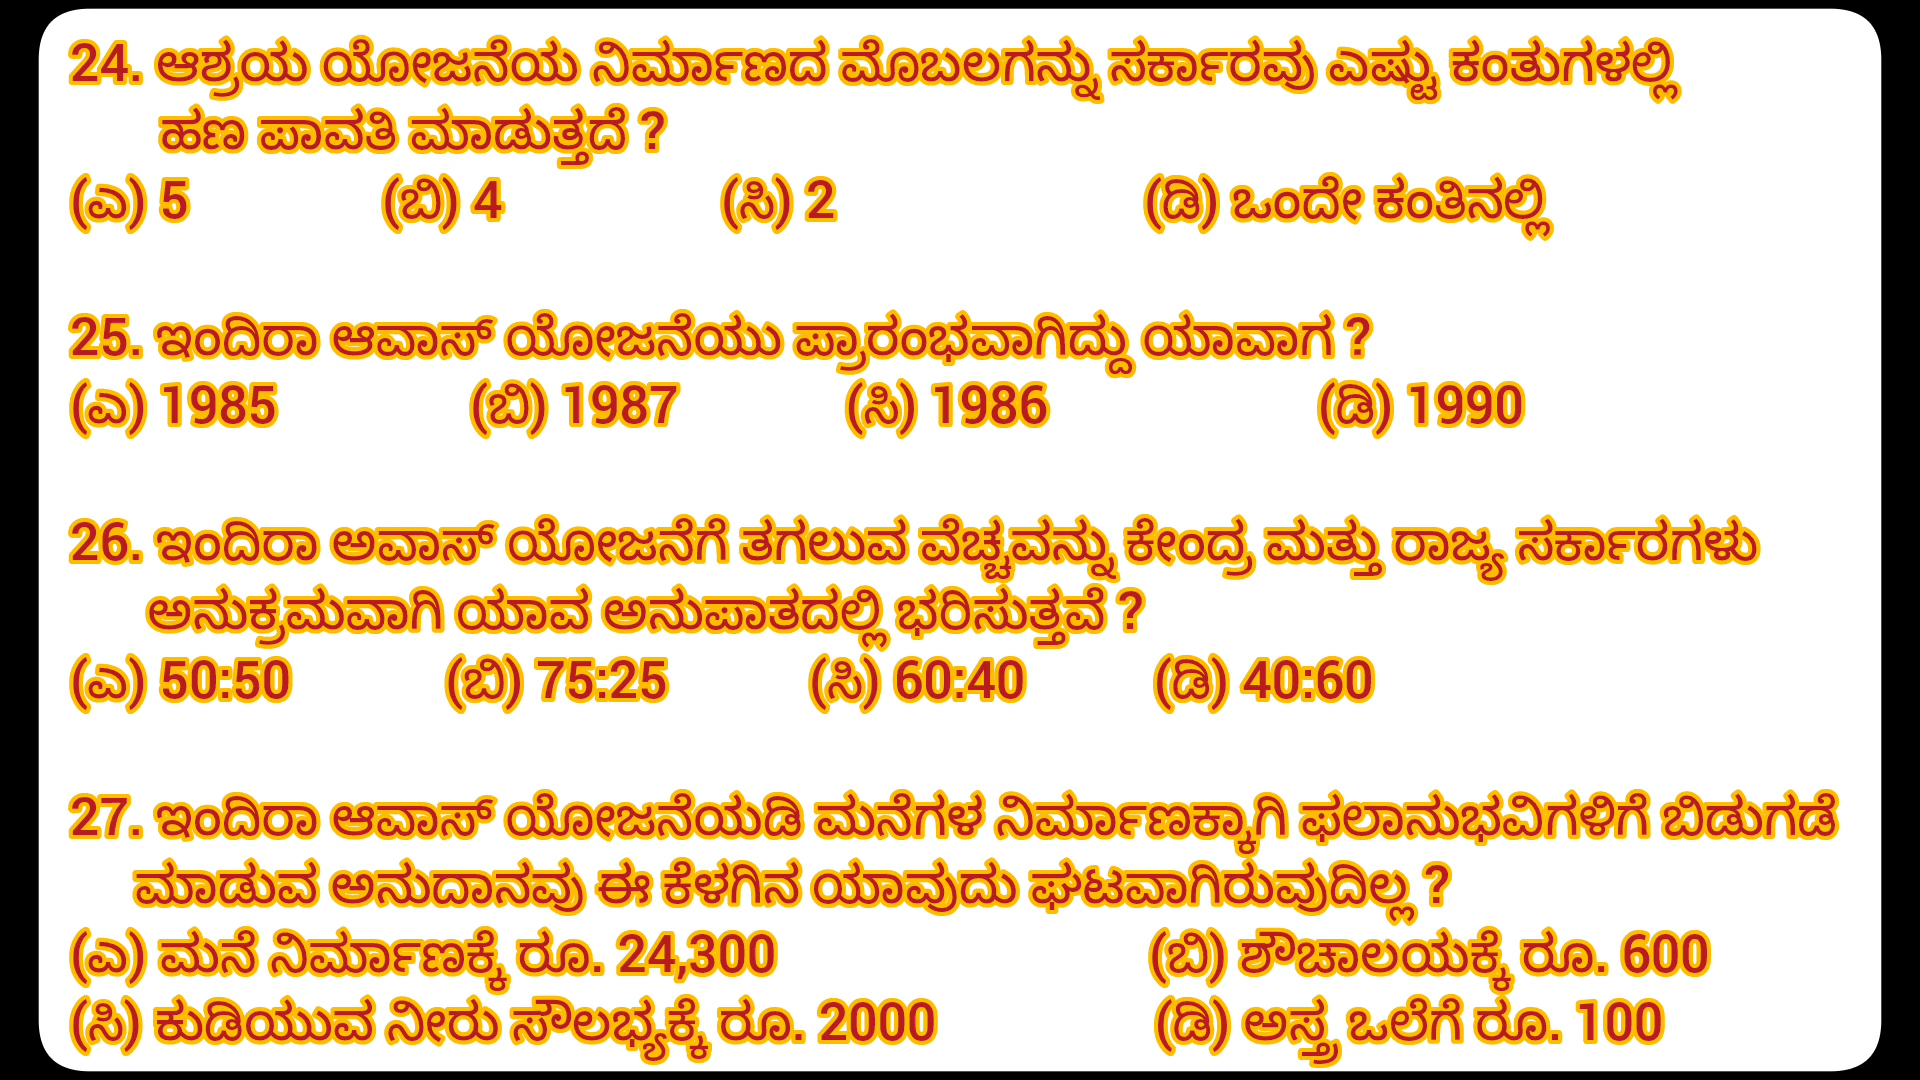 24. ಆಶ್ರಯ ಯೋಜನೆಯ ನಿರ್ಮಾಣದ ಮೊಬಲಗನ್ನು ಸರ್ಕಾರವು ಎಷ್ಟು ಕಂತುಗಳಲ್ಲಿ
ಹಣ ಪಾವತಿ ಮಾಡುತ್ತದೆ ?
(ಎ) 5 (ಬಿ) 4 (ಸಿ) 2 (ಡಿ) ಒಂದೇ ಕಂತಿನಲ್ಲಿ
25. ಇಂದಿರಾ ಆವಾಸ್ ಯೋಜನೆಯು ಪ್ರಾರಂಭವಾಗಿದ್ದು ಯಾವಾಗ ?
(ಎ) 1985 (ಬಿ) 1987 (ಸಿ) 1986 (ಡಿ) 1990
26. ಇಂದಿರಾ ಅವಾಸ್ ಯೋಜನೆಗೆ ತಗಲುವ ವೆಚ್ಚವನ್ನು ಕೇಂದ್ರ ಮತ್ತು ರಾಜ್ಯ ಸರ್ಕಾರಗಳು
ಅನುಕ್ರಮವಾಗಿ ಯಾವ ಅನುಪಾತದಲ್ಲಿ ಭರಿಸುತ್ತವೆ ?
(ಎ) 50:50 (ಬಿ) 75:25 (ಸಿ) 60:40 (ಡಿ) 40:60
27. ಇಂದಿರಾ ಆವಾಸ್ ಯೋಜನೆಯಡಿ ಮನೆಗಳ ನಿರ್ಮಾಣಕ್ಕಾಗಿ ಫಲಾನುಭವಿಗಳಿಗೆ ಬಿಡುಗಡೆ
ಮಾಡುವ ಅನುದಾನವು ಈ ಕೆಳಗಿನ ಯಾವುದು ಘಟವಾಗಿರುವುದಿಲ್ಲ ?
(ಎ) ಮನೆ ನಿರ್ಮಾಣಕ್ಕೆ ರೂ. 24,300 (ಬಿ) ಶೌಚಾಲಯಕ್ಕೆ ರೂ. 600
(ಸಿ) ಕುಡಿಯುವ ನೀರು ಸೌಲಭ್ಯಕ್ಕೆ ರೂ. 2000 (ಡಿ) ಅಸ್ತ್ರ ಒಲೆಗೆ ರೂ. 100